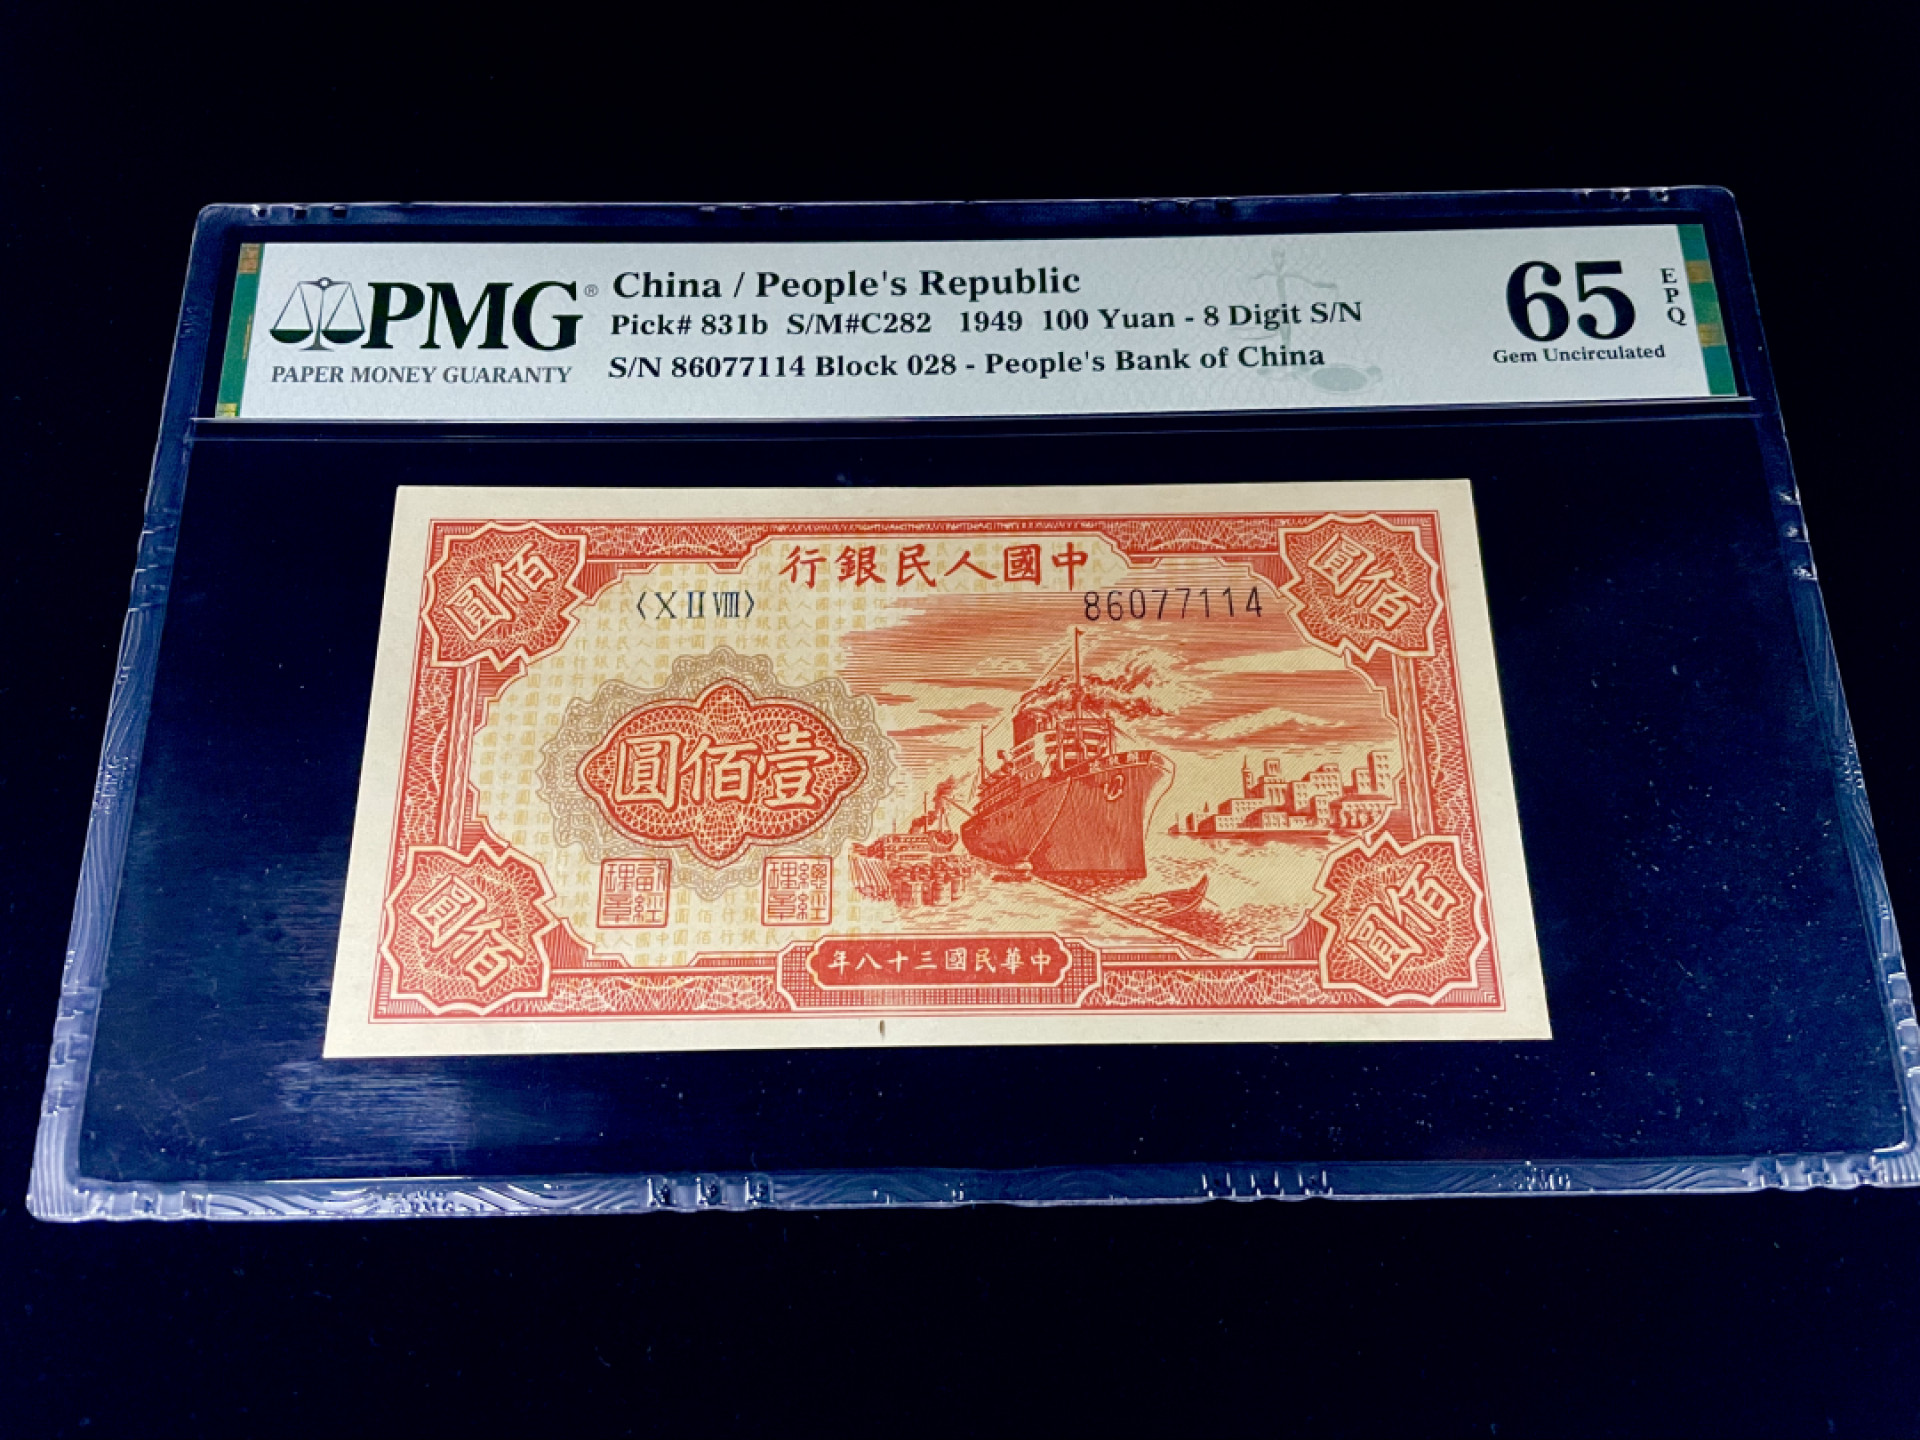 PMG®
PAPER MONEY GUARANTY
China / People's Republic
Pick# 831b S/M#C282 1949 100 Yuan - 8 Digit S/N
S/N 86077114 Block 028 - People's Bank of China
65
EPQ
Gem Uncirculated
行銀民人國中
〈X II VIII〉
86077114
圓佰
圓佰
圓佰壹
圓佰
圓佰
年八十三國民華中